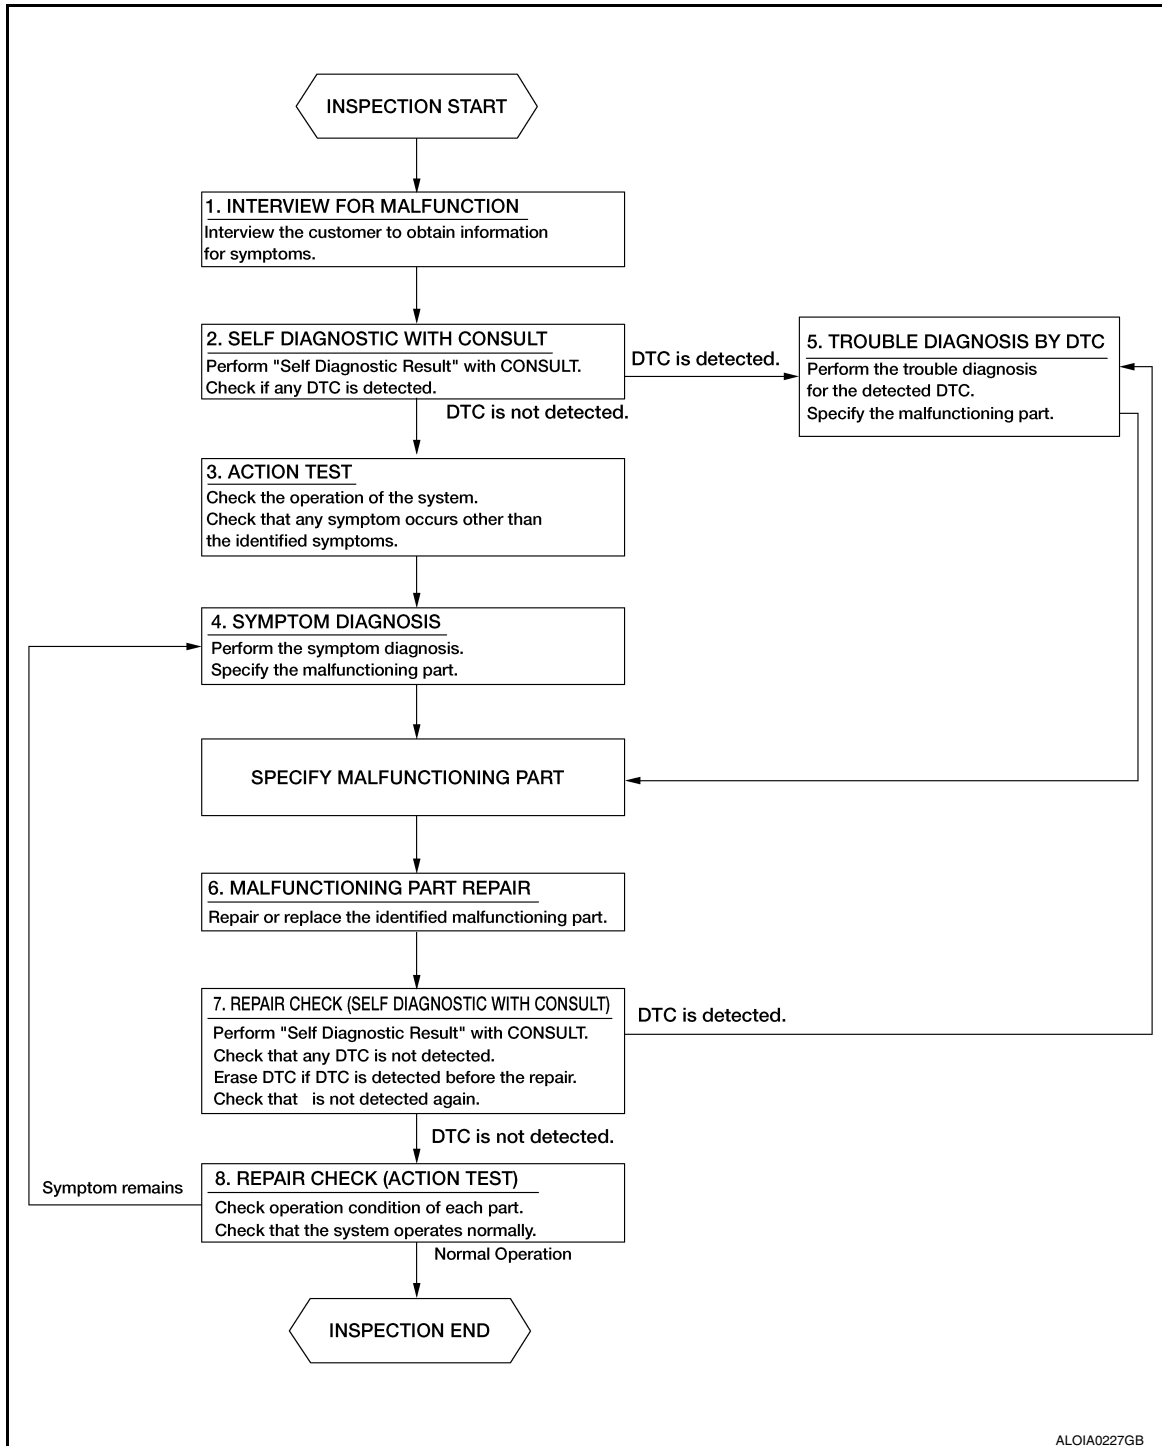 INSPECTION START
1. INTERVIEW FOR MALFUNCTION
Interview the customer to obtain information
for symptoms.
2. SELF DIAGNOSTIC WITH CONSULT
Perform "Self Diagnostic Result" with CONSULT.
Check if any DTC is detected.
DTC is detected.
5. TROUBLE DIAGNOSIS BY DTC
Perform the trouble diagnosis
for the detected DTC.
Specify the malfunctioning part.
DTC is not detected.
3. ACTION TEST
Check the operation of the system.
Check that any symptom occurs other than
the identified symptoms.
4. SYMPTOM DIAGNOSIS
Perform the symptom diagnosis.
Specify the malfunctioning part.
SPECIFY MALFUNCTIONING PART
6. MALFUNCTIONING PART REPAIR
Repair or replace the identified malfunctioning part.
7. REPAIR CHECK (SELF DIAGNOSTIC WITH CONSULT)
Perform "Self Diagnostic Result" with CONSULT.
Check that any DTC is not detected.
Erase DTC if DTC is detected before the repair.
Check that   is not detected again.
DTC is detected.
DTC is not detected.
8. REPAIR CHECK (ACTION TEST)
Check operation condition of each part.
Check that the system operates normally.
Symptom remains
Normal Operation
INSPECTION END
ALOIA0227GB